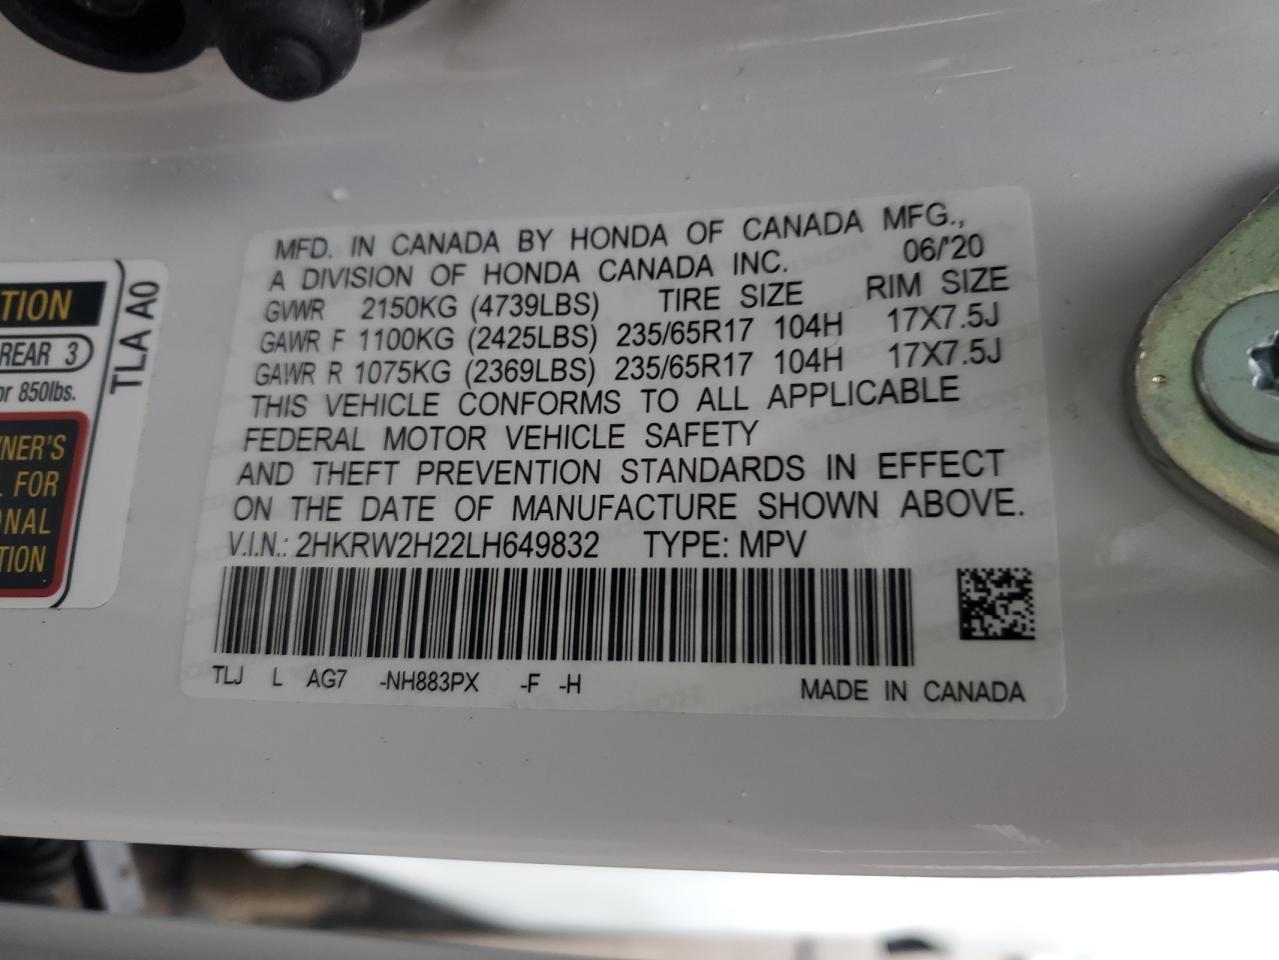 MFD. IN CANADA BY HONDA OF CANADA MFG.,
A DIVISION OF HONDA CANADA INC. 06/'20
GVWR 2150KG (4739LBS) TIRE SIZE RIM SIZE
GAWR F 1100KG (2425LBS) 235/65R17 104H 17X7.5J
GAWR R 1075KG (2369LBS) 235/65R17 104H 17X7.5J
THIS VEHICLE CONFORMS TO ALL APPLICABLE
FEDERAL MOTOR VEHICLE SAFETY
AND THEFT PREVENTION STANDARDS IN EFFECT
ON THE DATE OF MANUFACTURE SHOWN ABOVE.
V.I.N.: 2HKRW2H22LH649832 TYPE: MPV
TLJ L AG7 -NH883PX -F -H MADE IN CANADA
TION
REAR 3
or 850lbs.
WNER'S
FOR
ONAL
TION
TLA A0